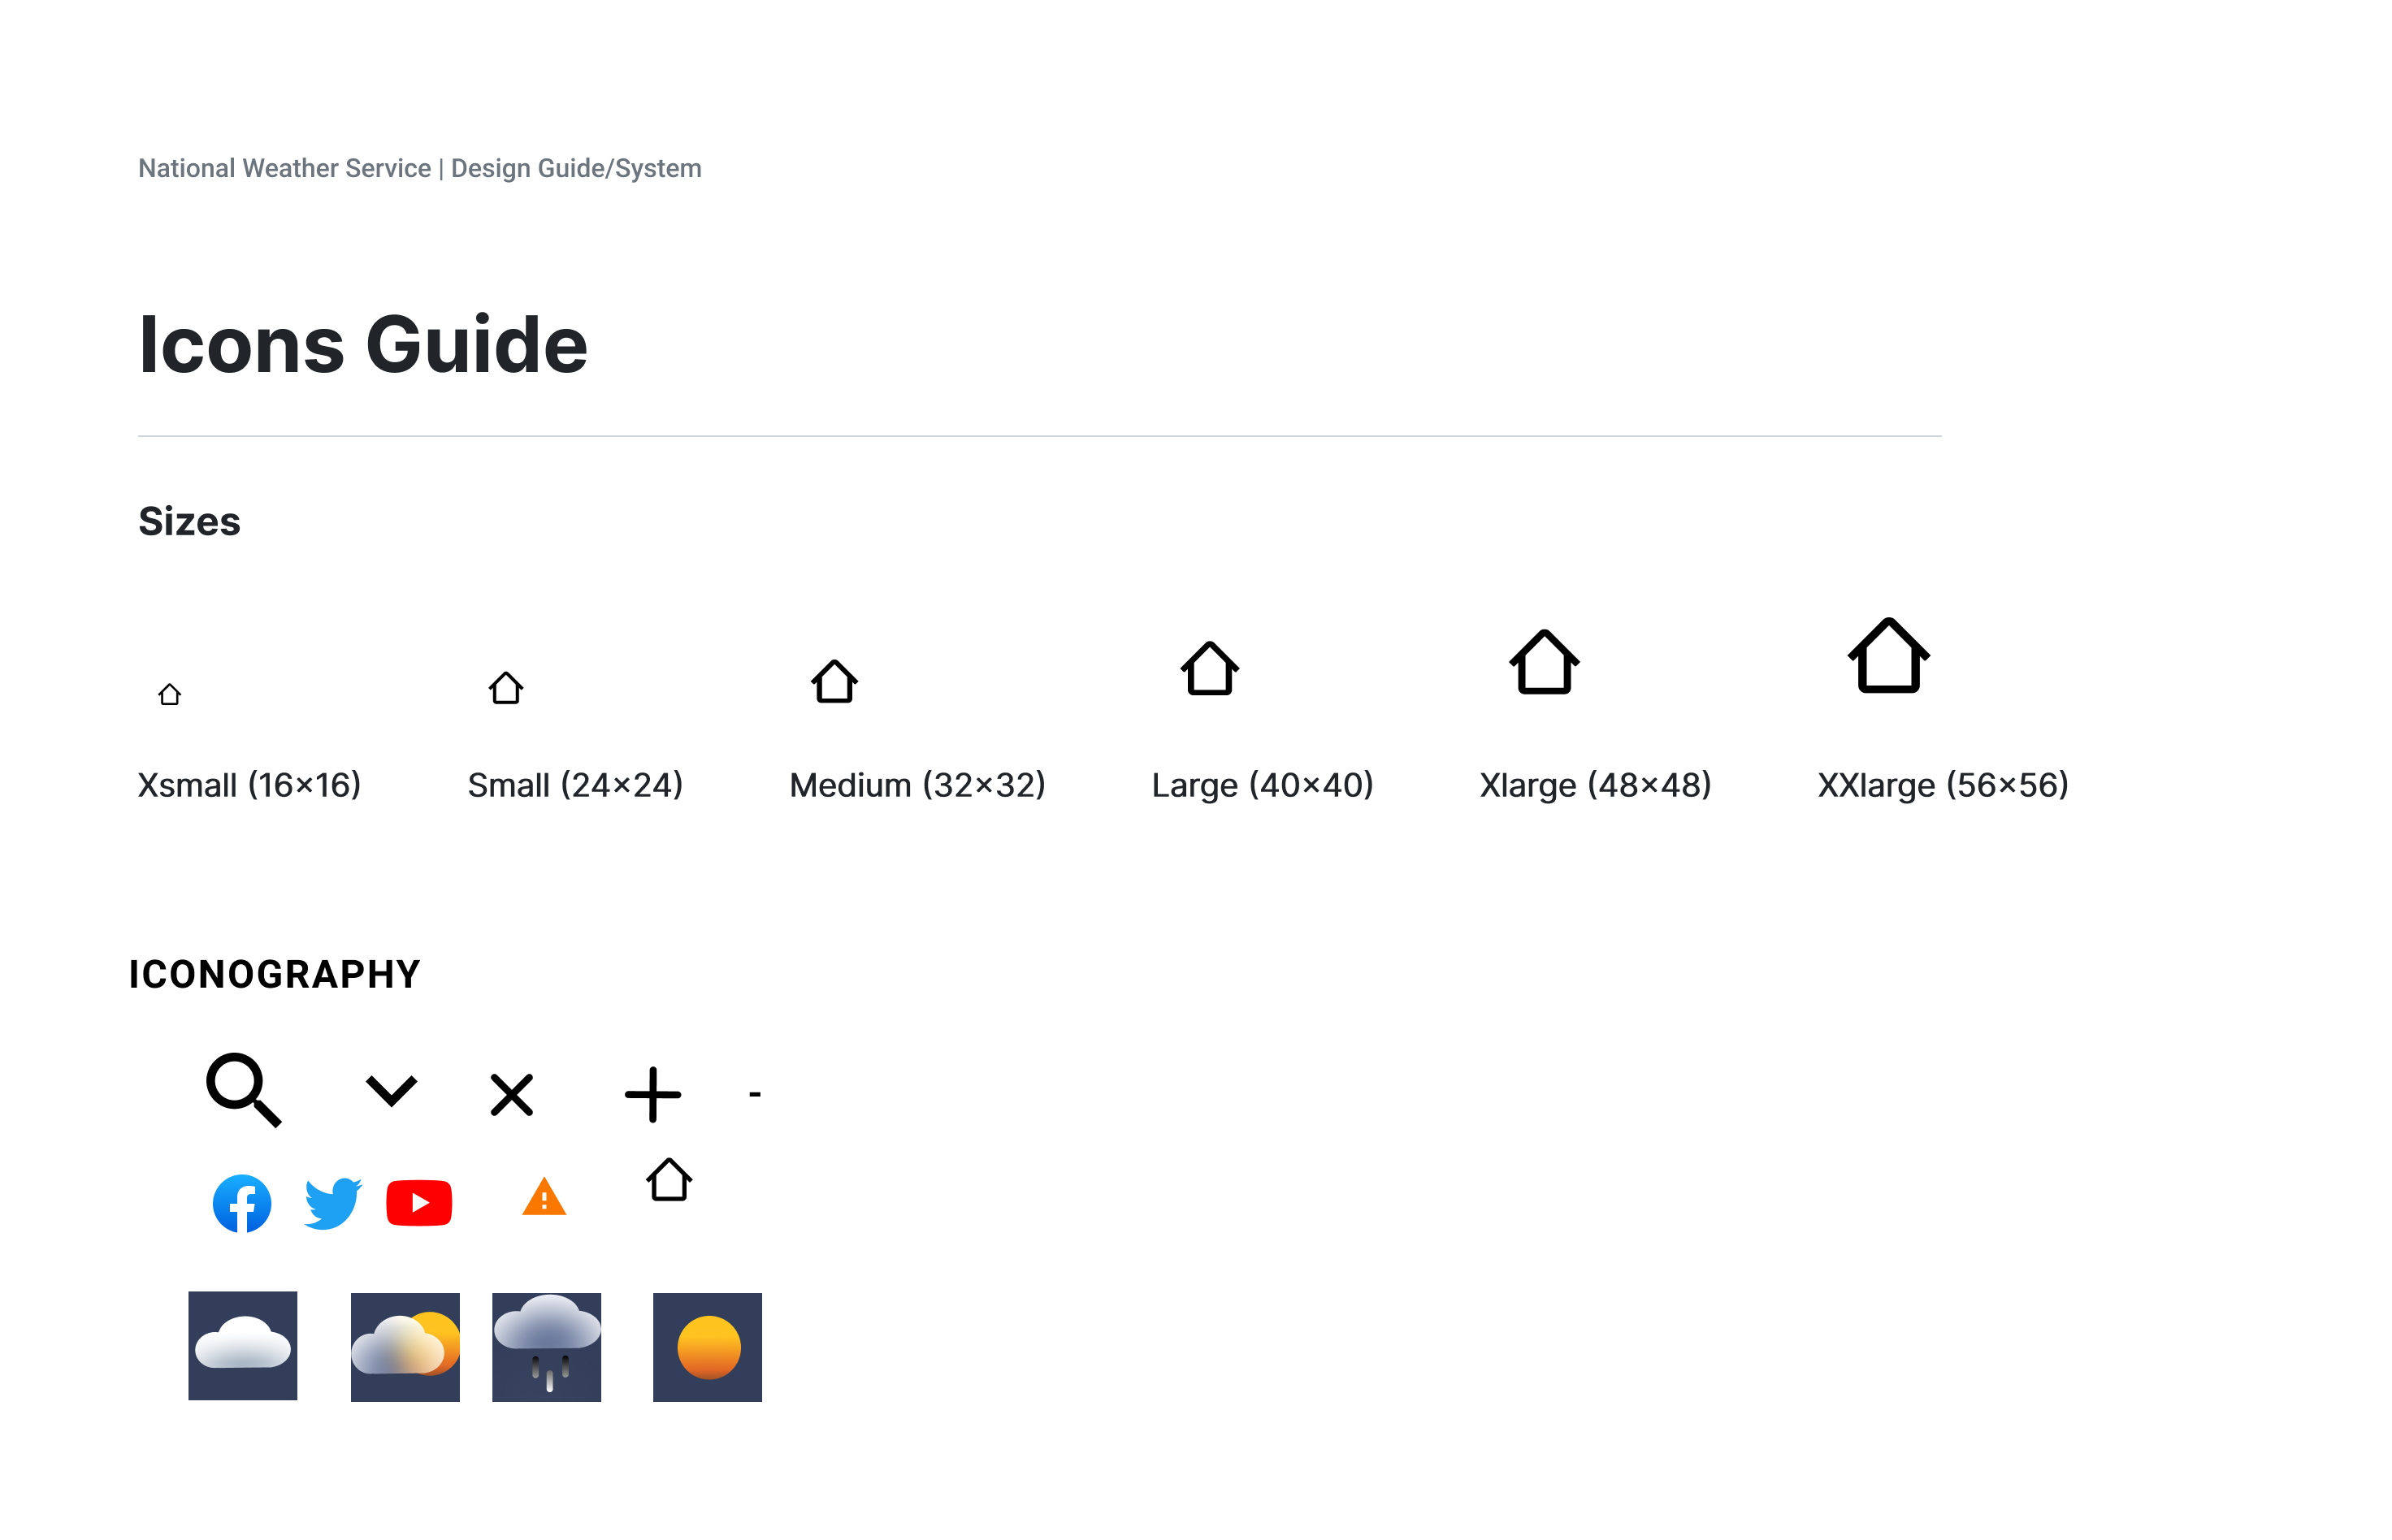 National Weather Service | Design Guide/System
Icons Guide
Sizes
Xsmall (16×16) Small (24×24) Medium (32×32) Large (40×40) Xlarge (48×48) XXlarge (56×56)
ICONOGRAPHY